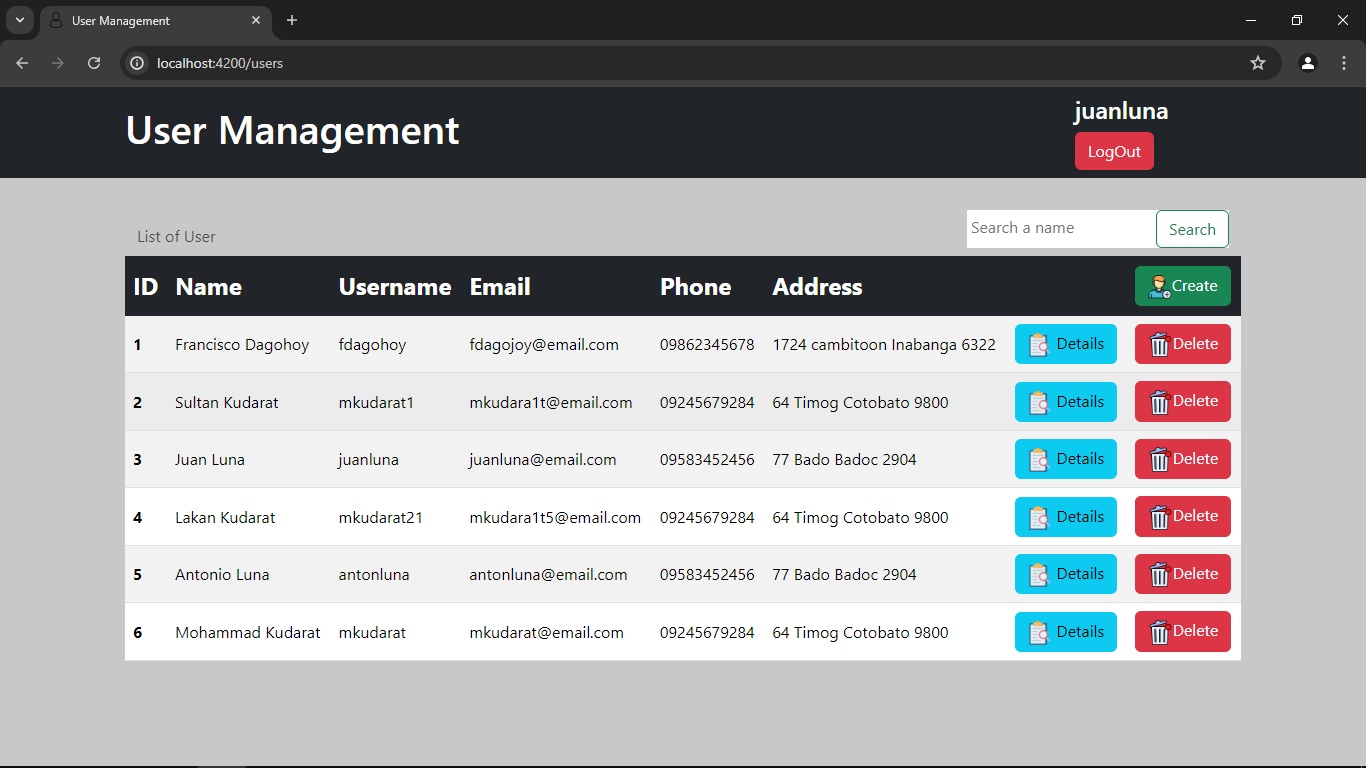 User Management
localhost:4200/users
User Management
juanluna
LogOut
List of User
Search a name Search
ID Name Username Email Phone Address Create
1 Francisco Dagohoy fdagohoy fdagojoy@email.com 09862345678 1724 cambitoon Inabanga 6322 Details Delete
2 Sultan Kudarat mkudarat1 mkudara1t@email.com 09245679284 64 Timog Cotobato 9800 Details Delete
3 Juan Luna juanluna juanluna@email.com 09583452456 77 Bado Badoc 2904 Details Delete
4 Lakan Kudarat mkudarat21 mkudara1t5@email.com 09245679284 64 Timog Cotobato 9800 Details Delete
5 Antonio Luna antonluna antonluna@email.com 09583452456 77 Bado Badoc 2904 Details Delete
6 Mohammad Kudarat mkudarat mkudarat@email.com 09245679284 64 Timog Cotobato 9800 Details Delete